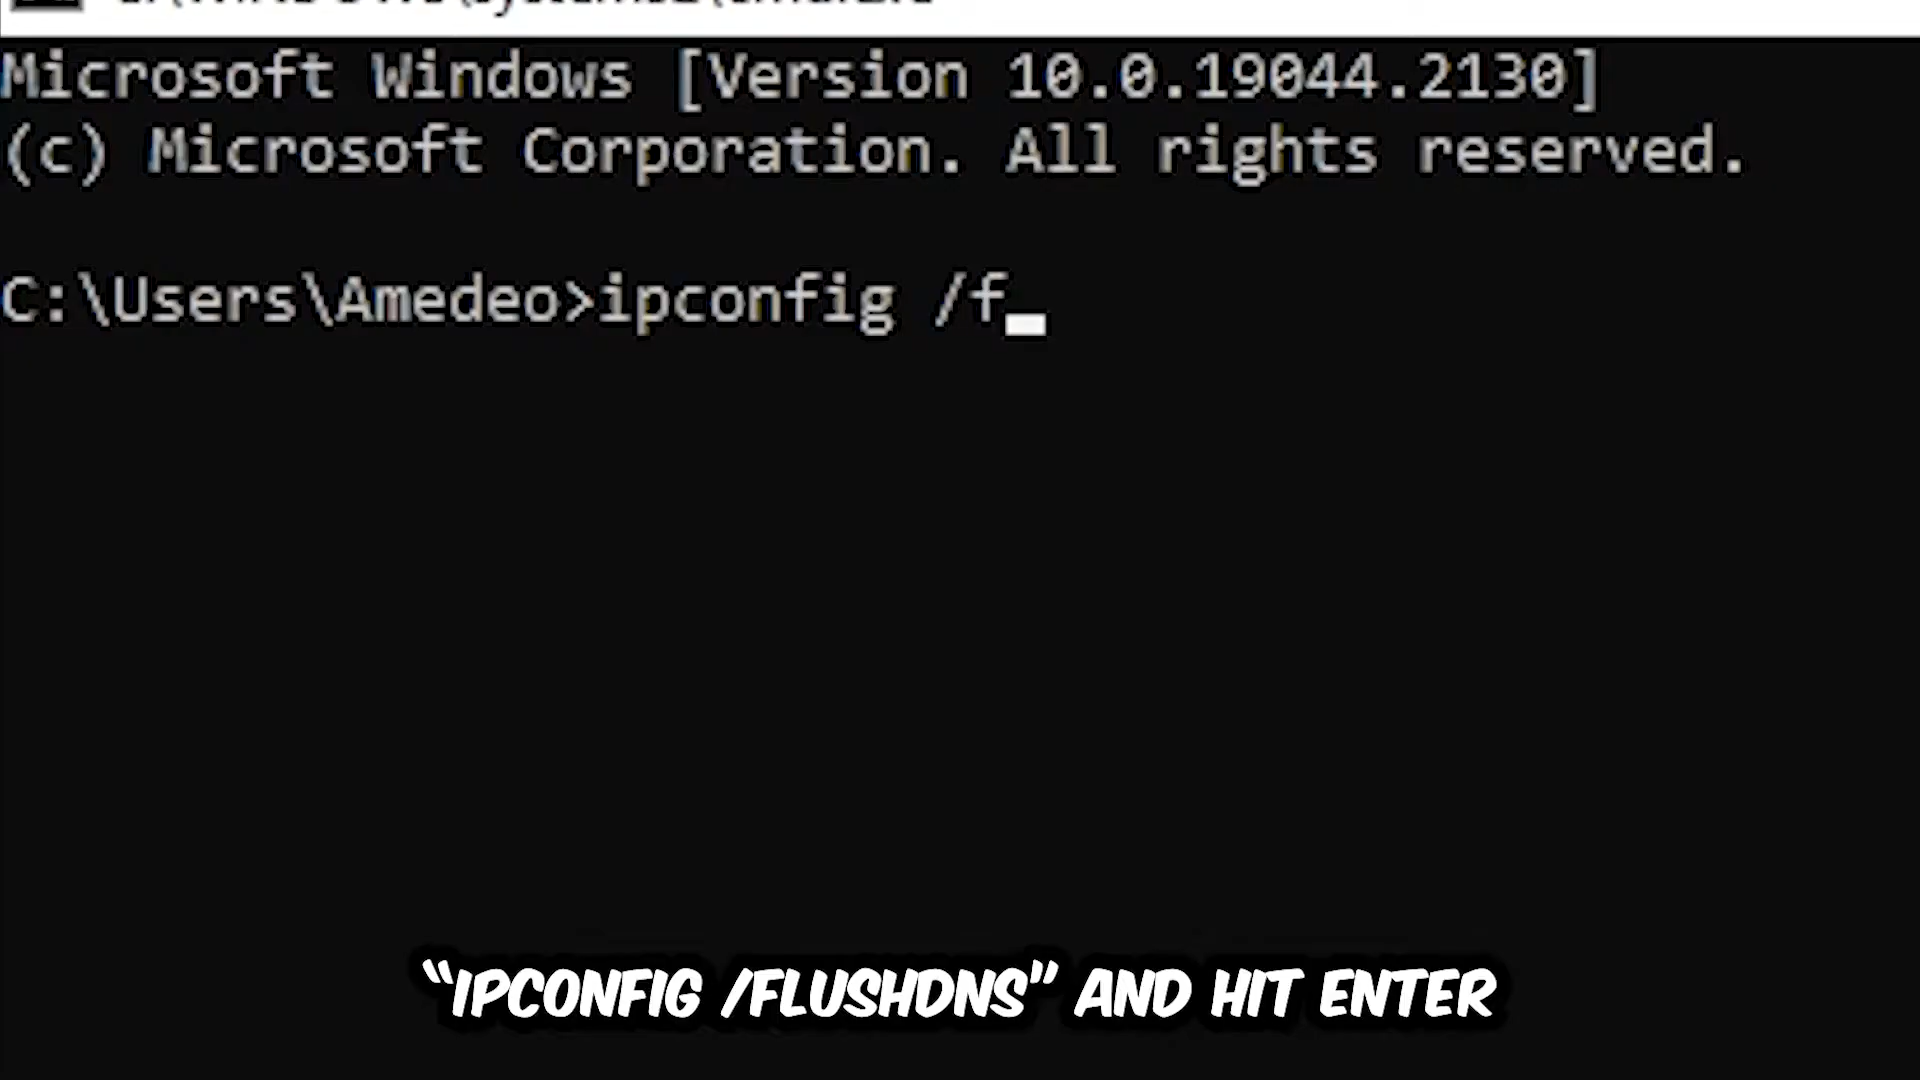 Microsoft Windows [Version 10.0.19044.2130]
(c) Microsoft Corporation. All rights reserved.
C:\Users\Amedeo>ipconfig /f
“IPCONFIG /FLUSHDNS” AND HIT ENTER